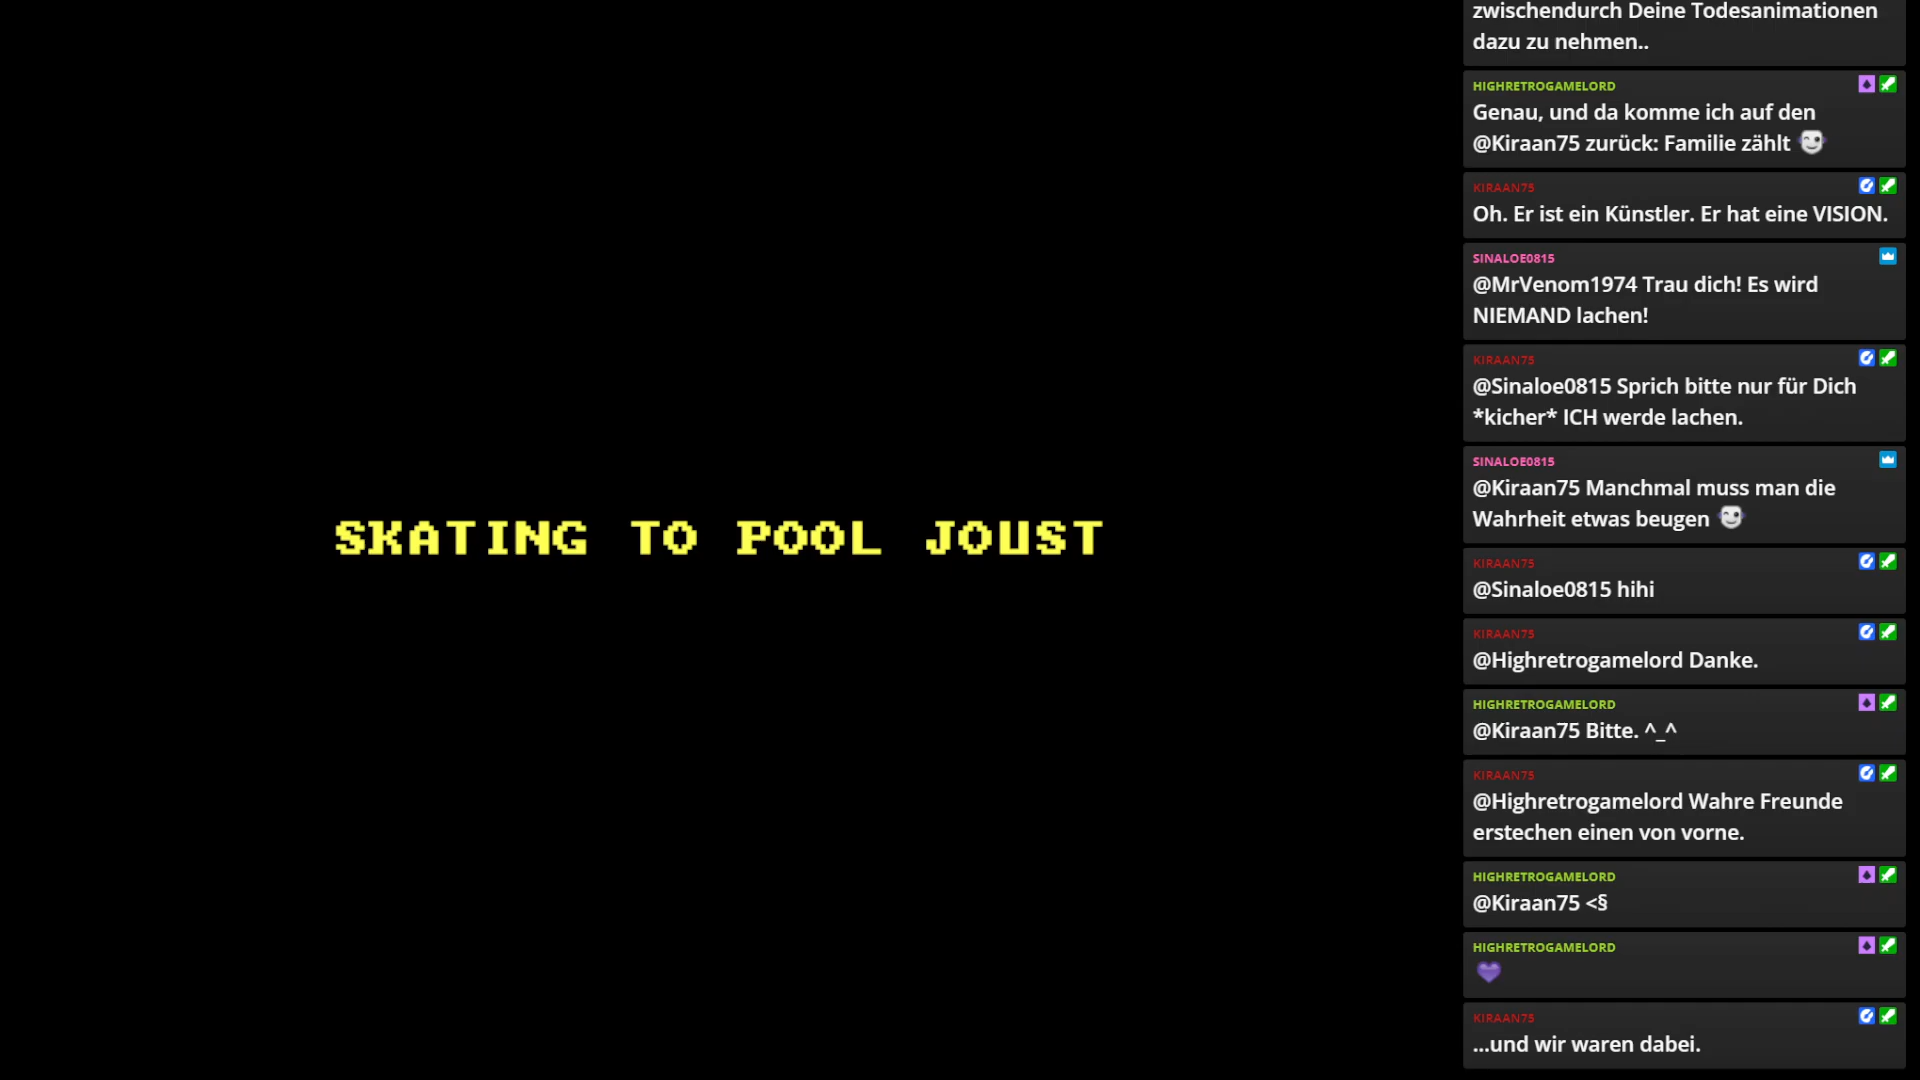 zwischendurch Deine Todesanimationen
dazu zu nehmen..
HIGHRETROGAMELORD
Genau, und da komme ich auf den
@Kiraan75 zurück: Familie zählt
KIRAAN75
Oh. Er ist ein Künstler. Er hat eine VISION.
SINALOE0815
@MrVenom1974 Trau dich! Es wird
NIEMAND lachen!
KIRAAN75
@Sinaloe0815 Sprich bitte nur für Dich
*kicher* ICH werde lachen.
SINALOE0815
@Kiraan75 Manchmal muss man die
Wahrheit etwas beugen
SKATING TO POOL JOUST
KIRAAN75
@Sinaloe0815 hihi
KIRAAN75
@Highretrogamelord Danke.
HIGHRETROGAMELORD
@Kiraan75 Bitte. ^_^
KIRAAN75
@Highretrogamelord Wahre Freunde
erstechen einen von vorne.
HIGHRETROGAMELORD
@Kiraan75 <§
HIGHRETROGAMELORD
KIRAAN75
...und wir waren dabei.